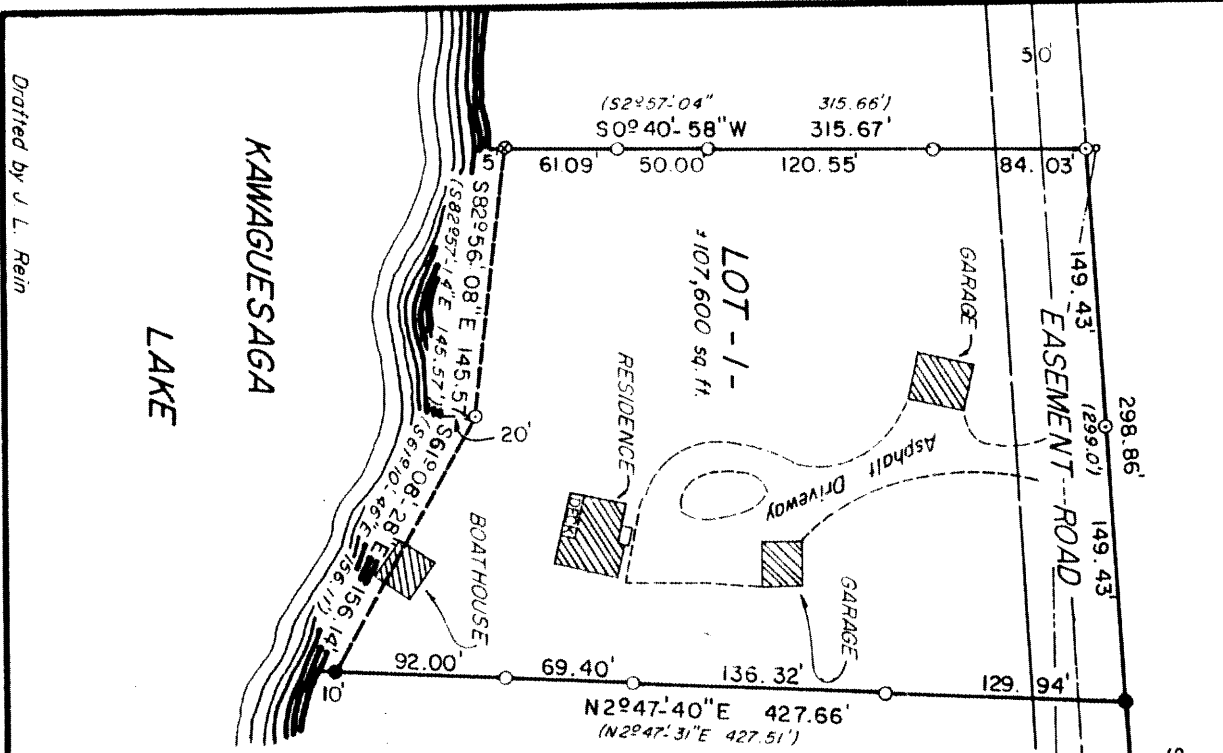 50'
(S2º57'-04" 315.66')
S0º40'-58"W 315.67'
5'
61.09'
50.00'
120.55'
84.03'
S82º56'08"E 145.57'
(S82º57'-14"E 145.57')
20'
S61º08'-28"E 156.14'
(S61º10'-46"E 156.11')
KAWAGUESAGA
LAKE
LOT -1-
±107,600 sq. ft.
GARAGE
RESIDENCE
DECK
BOATHOUSE
GARAGE
Asphalt Driveway
149.43'
298.86'
(299.0')
149.43'
EASEMENT ROAD
10'
92.00'
69.40'
136.32'
129.94'
N2º47'-40"E 427.66'
(N2º47'-31"E 427.51')
Drafted by J. L. Rein